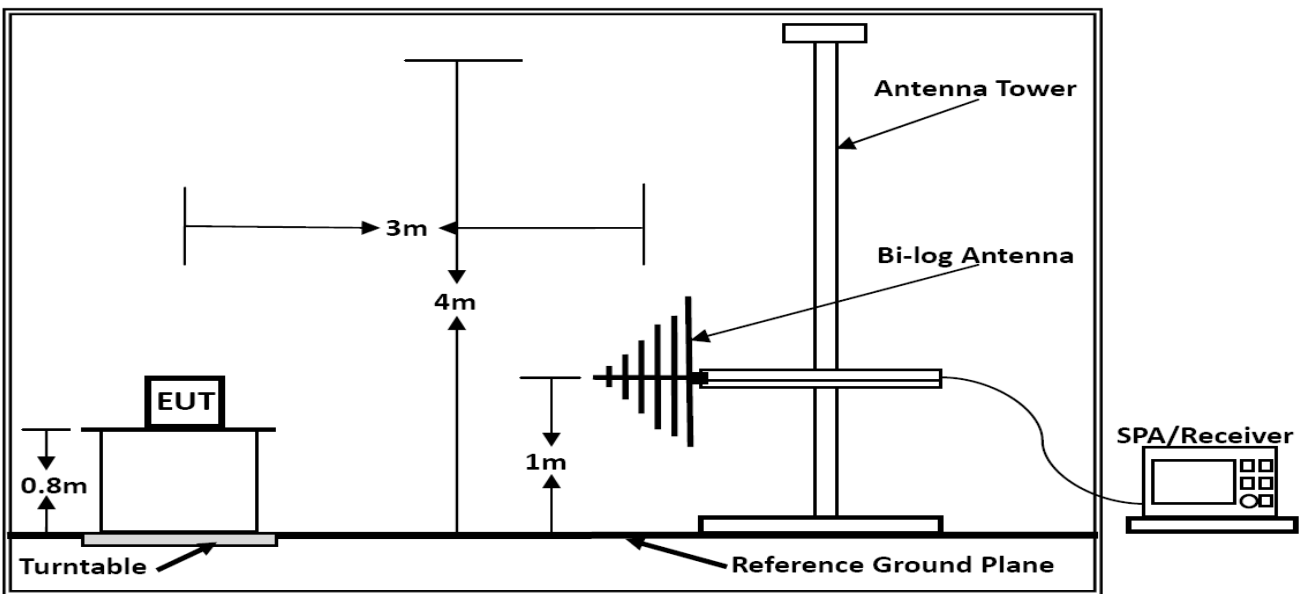 Antenna Tower
3m
Bi-log Antenna
4m
EUT
SPA/Receiver
1m
0.8m
Turntable
Reference Ground Plane